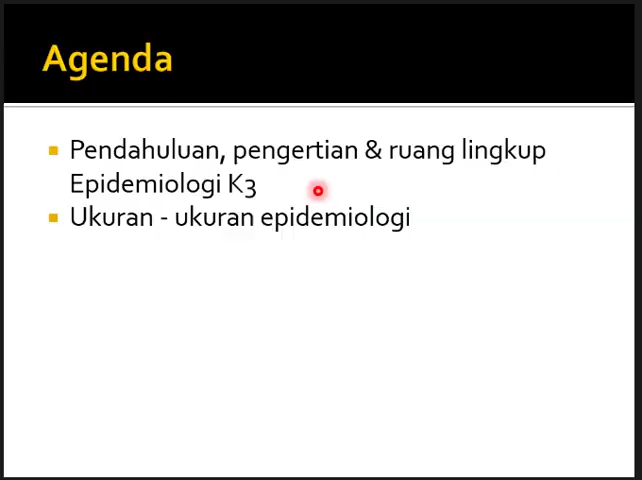 Agenda
Pendahuluan, pengertian & ruang lingkup
Epidemiologi K3
Ukuran - ukuran epidemiologi